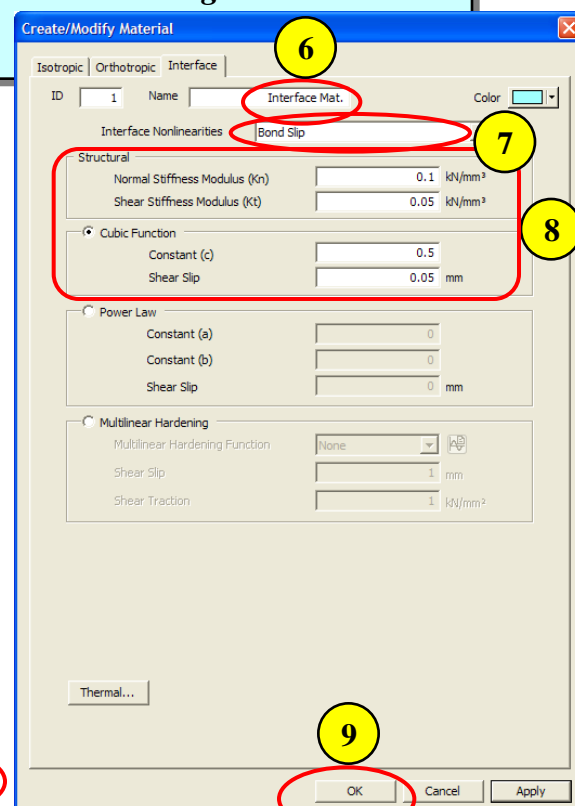 Create/Modify Material
6
Isotropic Orthotropic Interface
ID 1 Name Interface Mat. Color
Interface Nonlinearities Bond Slip
7
Structural
Normal Stiffness Modulus (Kn) 0.1 kN/mm³
Shear Stiffness Modulus (Kt) 0.05 kN/mm³
8
Cubic Function
Constant (c) 0.5
Shear Slip 0.05 mm
Power Law
Constant (a) 0
Constant (b) 0
Shear Slip 0 mm
Multilinear Hardening
Multilinear Hardening Function None
Shear Slip 1 mm
Shear Traction 1 kN/mm²
Thermal...
9
OK Cancel Apply